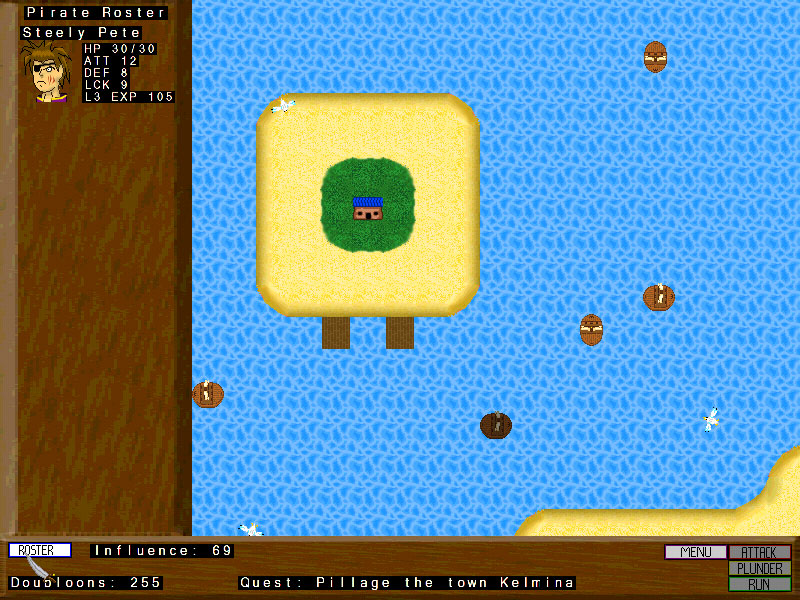 Pirate Roster
Steely Pete
HP 30/30
ATT 12
DEF 8
LCK 9
L3 EXP 105
ROSTER
Influence: 69
MENU
ATTACK
Doubloons: 255
Quest: Pillage the town Kelmina
PLUNDER
RUN